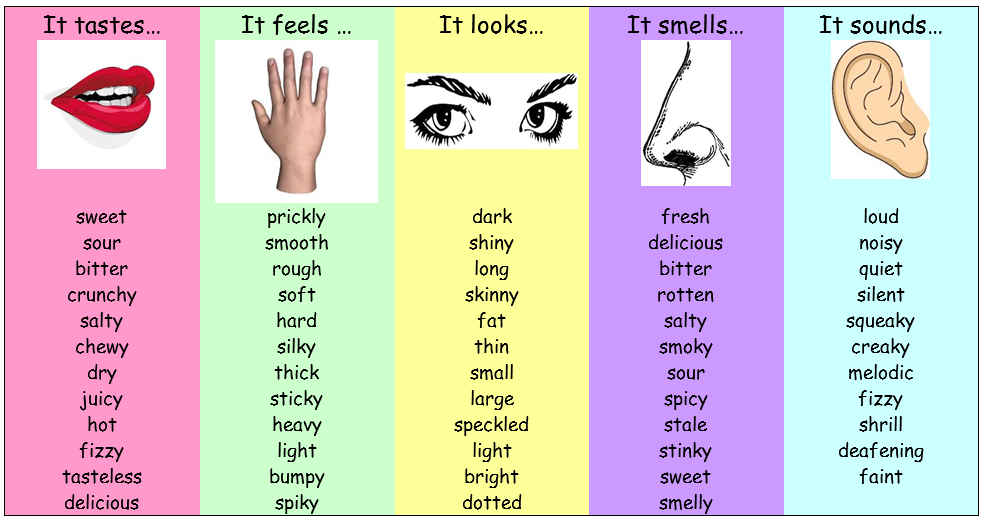 It tastes...
sweet
sour
bitter
crunchy
salty
chewy
dry
juicy
hot
fizzy
tasteless
delicious
It feels ...
prickly
smooth
rough
soft
hard
silky
thick
sticky
heavy
light
bumpy
spiky
It looks...
dark
shiny
long
skinny
fat
thin
small
large
speckled
light
bright
dotted
It smells...
fresh
delicious
bitter
rotten
salty
smoky
sour
spicy
stale
stinky
sweet
smelly
It sounds...
loud
noisy
quiet
silent
squeaky
creaky
melodic
fizzy
shrill
deafening
faint